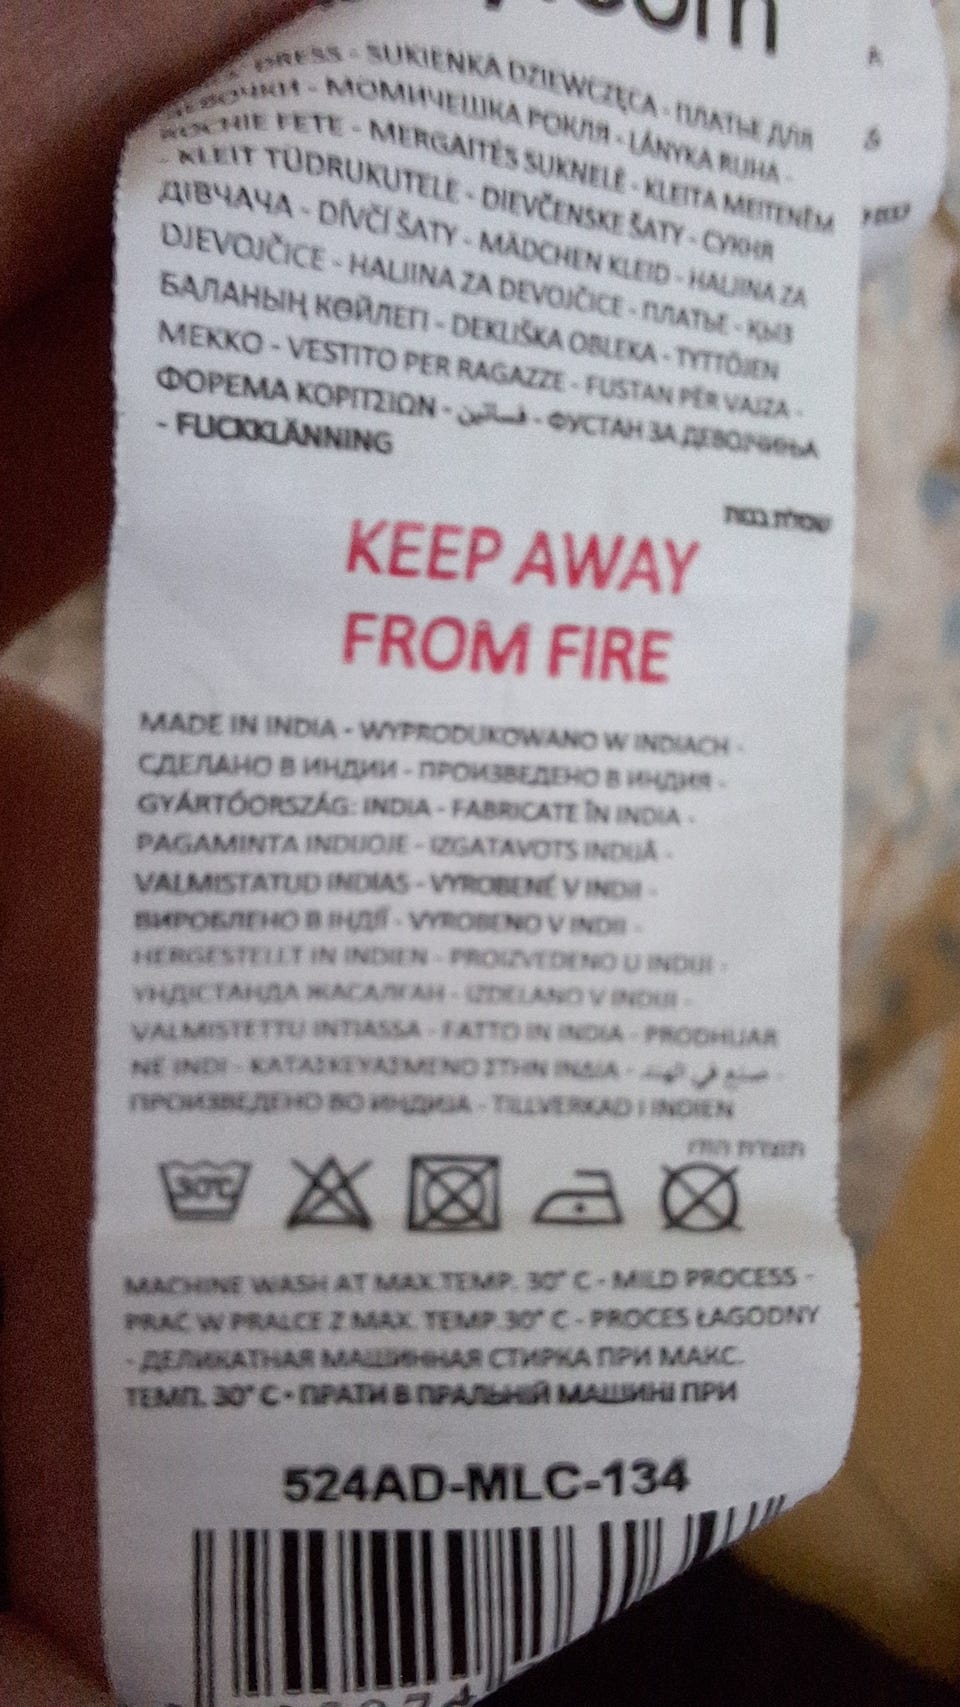 .com
DRESS - SUKIENKA DZIEWCZĘCA - ПЛАТЬЕ ДЛЯ
ДЕВОЧКИ - МОМИЧЕШКА РОКЛЯ - LÁNYKA RUHA -
ROCHIE FETE - MERGAITĖS SUKNELĖ - KLEITA MEITENĒM
- KLEIT TÜDRUKUTELE - DIEVČENSKE ŠATY - СУКНЯ
ДІВЧАЧА - DÍVČÍ ŠATY - MÄDCHEN KLEID - HALJINA ZA
DJEVOJČICE - HALJINA ZA DEVOJČICE - ПЛАТЬЕ - ҚЫЗ
БАЛАНЫҢ КӨЙЛЕГІ - DEKLIŠKA OBLEKA - TYTTÖJEN
MEKKO - VESTITO PER RAGAZZE - FUSTAN PËR VAJZA -
ΦΟΡΕΜΑ ΚΟΡΙΤΣΙΩΝ - فساتين - ФУСТАН ЗА ДЕВОЈЧИЊА
- FLICKKLÄNNING
שמלת בנות
KEEP AWAY
FROM FIRE
MADE IN INDIA - WYPRODUKOWANO W INDIACH -
СДЕЛАНО В ИНДИИ - ПРОИЗВЕДЕНО В ИНДИЯ -
GYÁRTÓORSZÁG: INDIA - FABRICATE ÎN INDIA -
PAGAMINTA INDIJOJE - IZGATAVOTS INDIJĀ -
VALMISTATUD INDIAS - VYROBENÉ V INDII -
ВИРОБЛЕНО В ІНДІЇ - VYROBENO V INDII -
HERGESTELLT IN INDIEN - PROIZVEDENO U INDIJI -
ҮНДІСТАНДА ЖАСАЛҒАН - IZDELANO V INDIJI -
VALMISTETTU INTIASSA - FATTO IN INDIA - PRODHUAR
NË INDI - ΚΑΤΑΣΚΕΥΑΣΜΕΝΟ ΣΤΗΝ ΙΝΔΙΑ - صنع في الهند -
ПРОИЗВЕДЕНО ВО ИНДИЈА - TILLVERKAD I INDIEN
תוצרת הודו
30°C
MACHINE WASH AT MAX.TEMP. 30° C - MILD PROCESS -
PRAĆ W PRALCE Z MAX. TEMP.30° C - PROCES ŁAGODNY
- ДЕЛИКАТНАЯ МАШИННАЯ СТИРКА ПРИ МАКС.
ТЕМП. 30° C - ПРАТИ В ПРАЛЬНІЙ МАШИНІ ПРИ
524AD-MLC-134